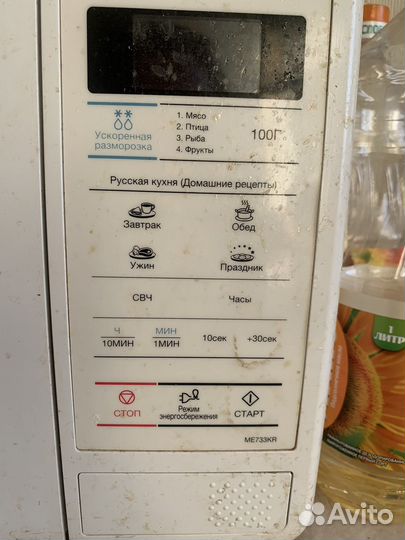 Ускоренная
разморозка
1. Мясо
2. Птица
3. Рыба
4. Фрукты
100Г
Русская кухня (Домашние рецепты)
Завтрак
Обед
Ужин
Праздник
СВЧ
Часы
Ч
10МИН
МИН
1МИН
10сек
+30сек
СТОП
Режим
энергосбережения
СТАРТ
ME733KR
1
ЛИТР
Avito